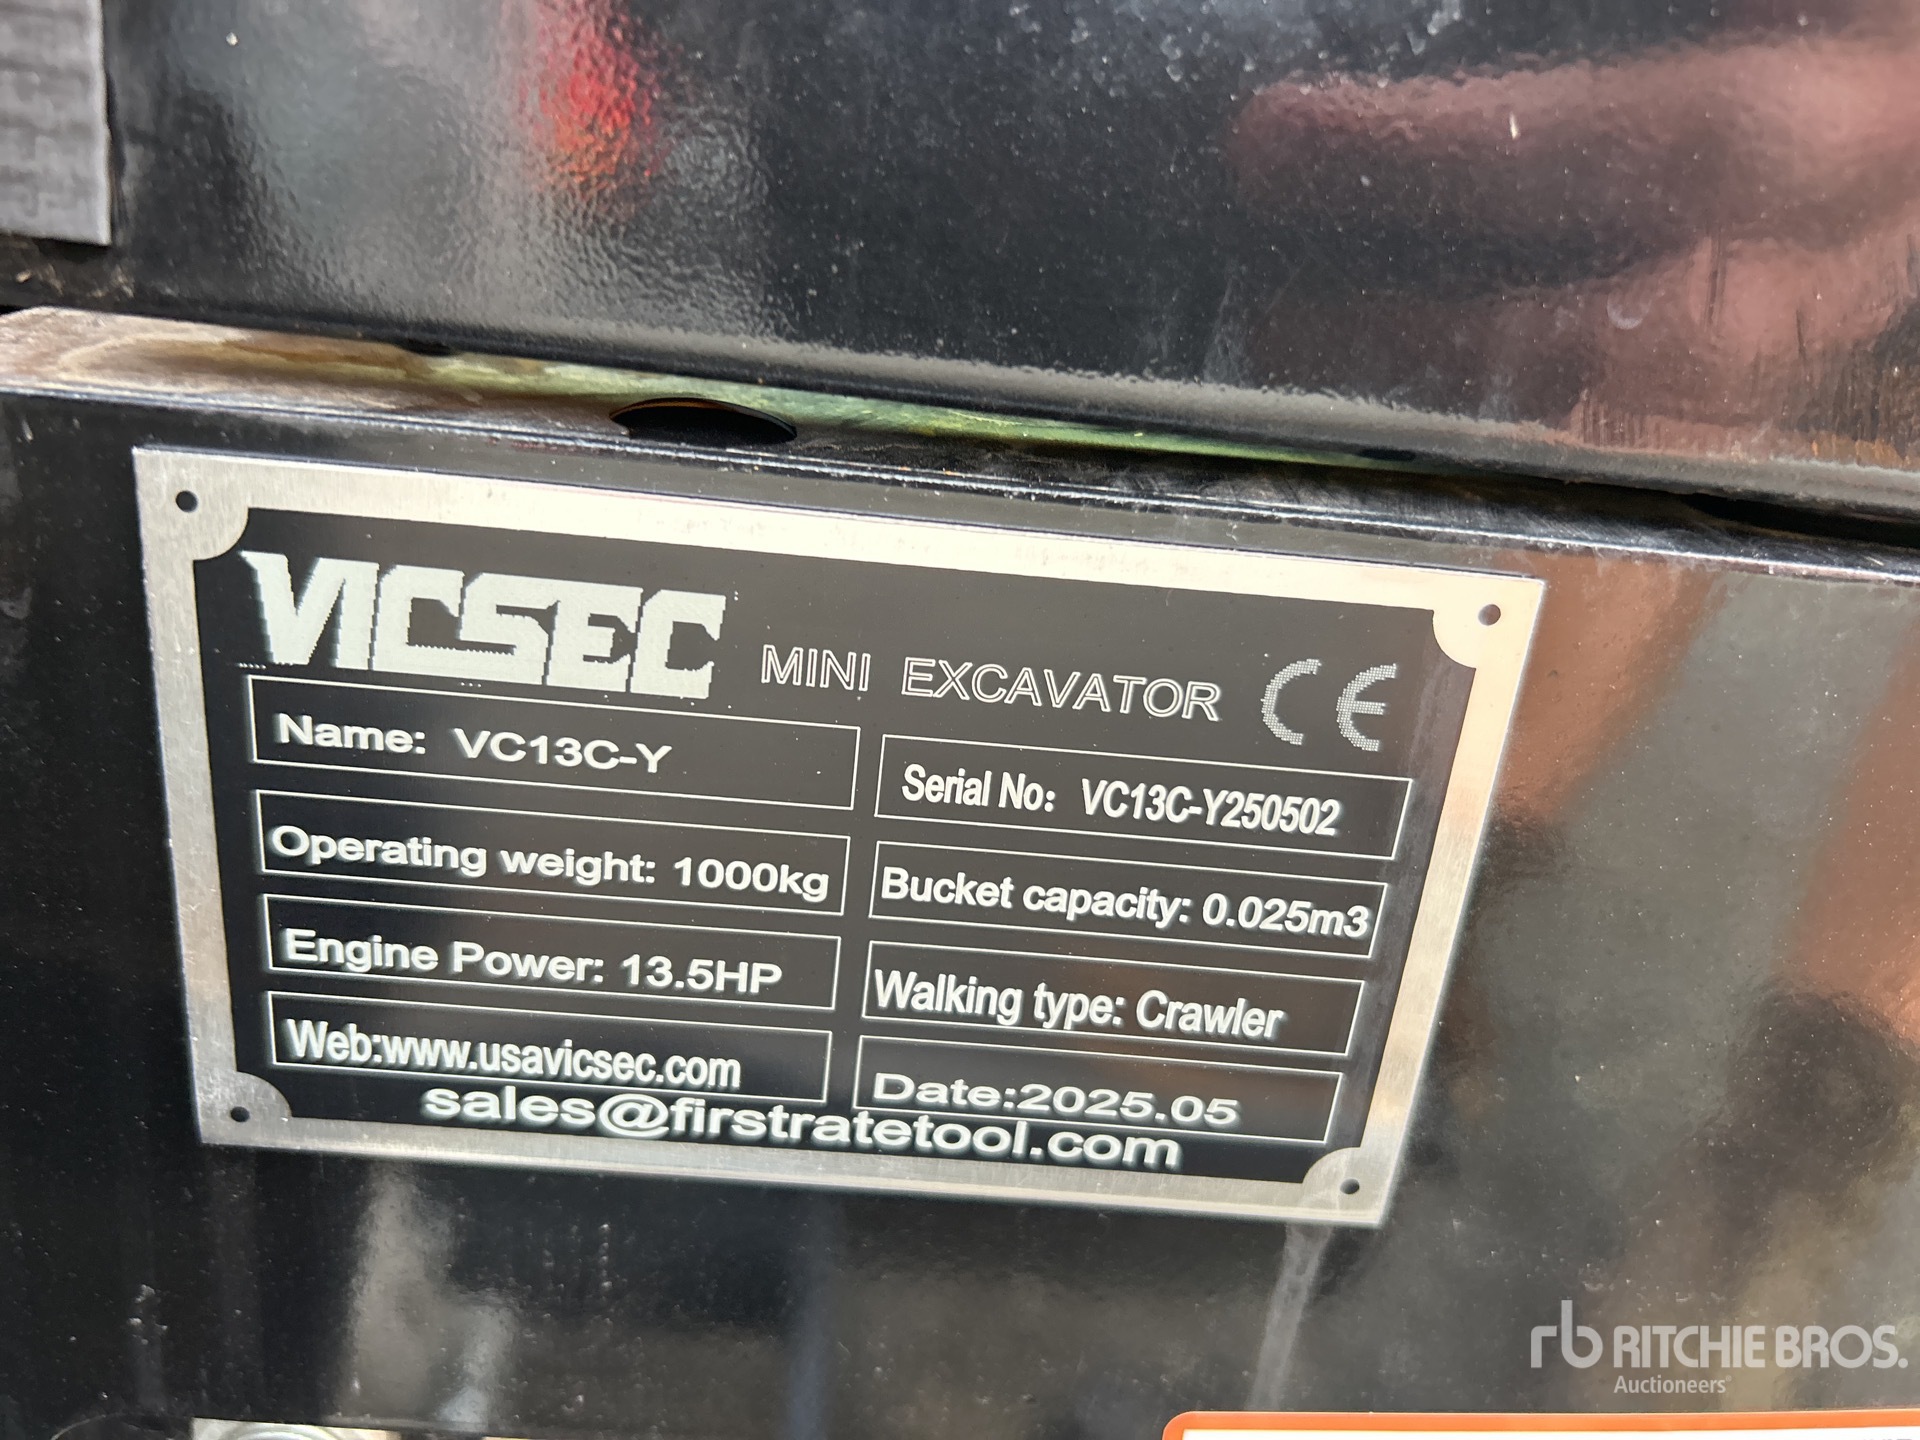 VICSEC MINI EXCAVATOR CE
Name: VC13C-Y
Serial No: VC13C-Y250502
Operating weight: 1000kg
Bucket capacity: 0.025m3
Engine Power: 13.5HP
Walking type: Crawler
Web:www.usavicsec.com
Date:2025.05
sales@firstratetool.com
rb RITCHIE BROS.
Auctioneers